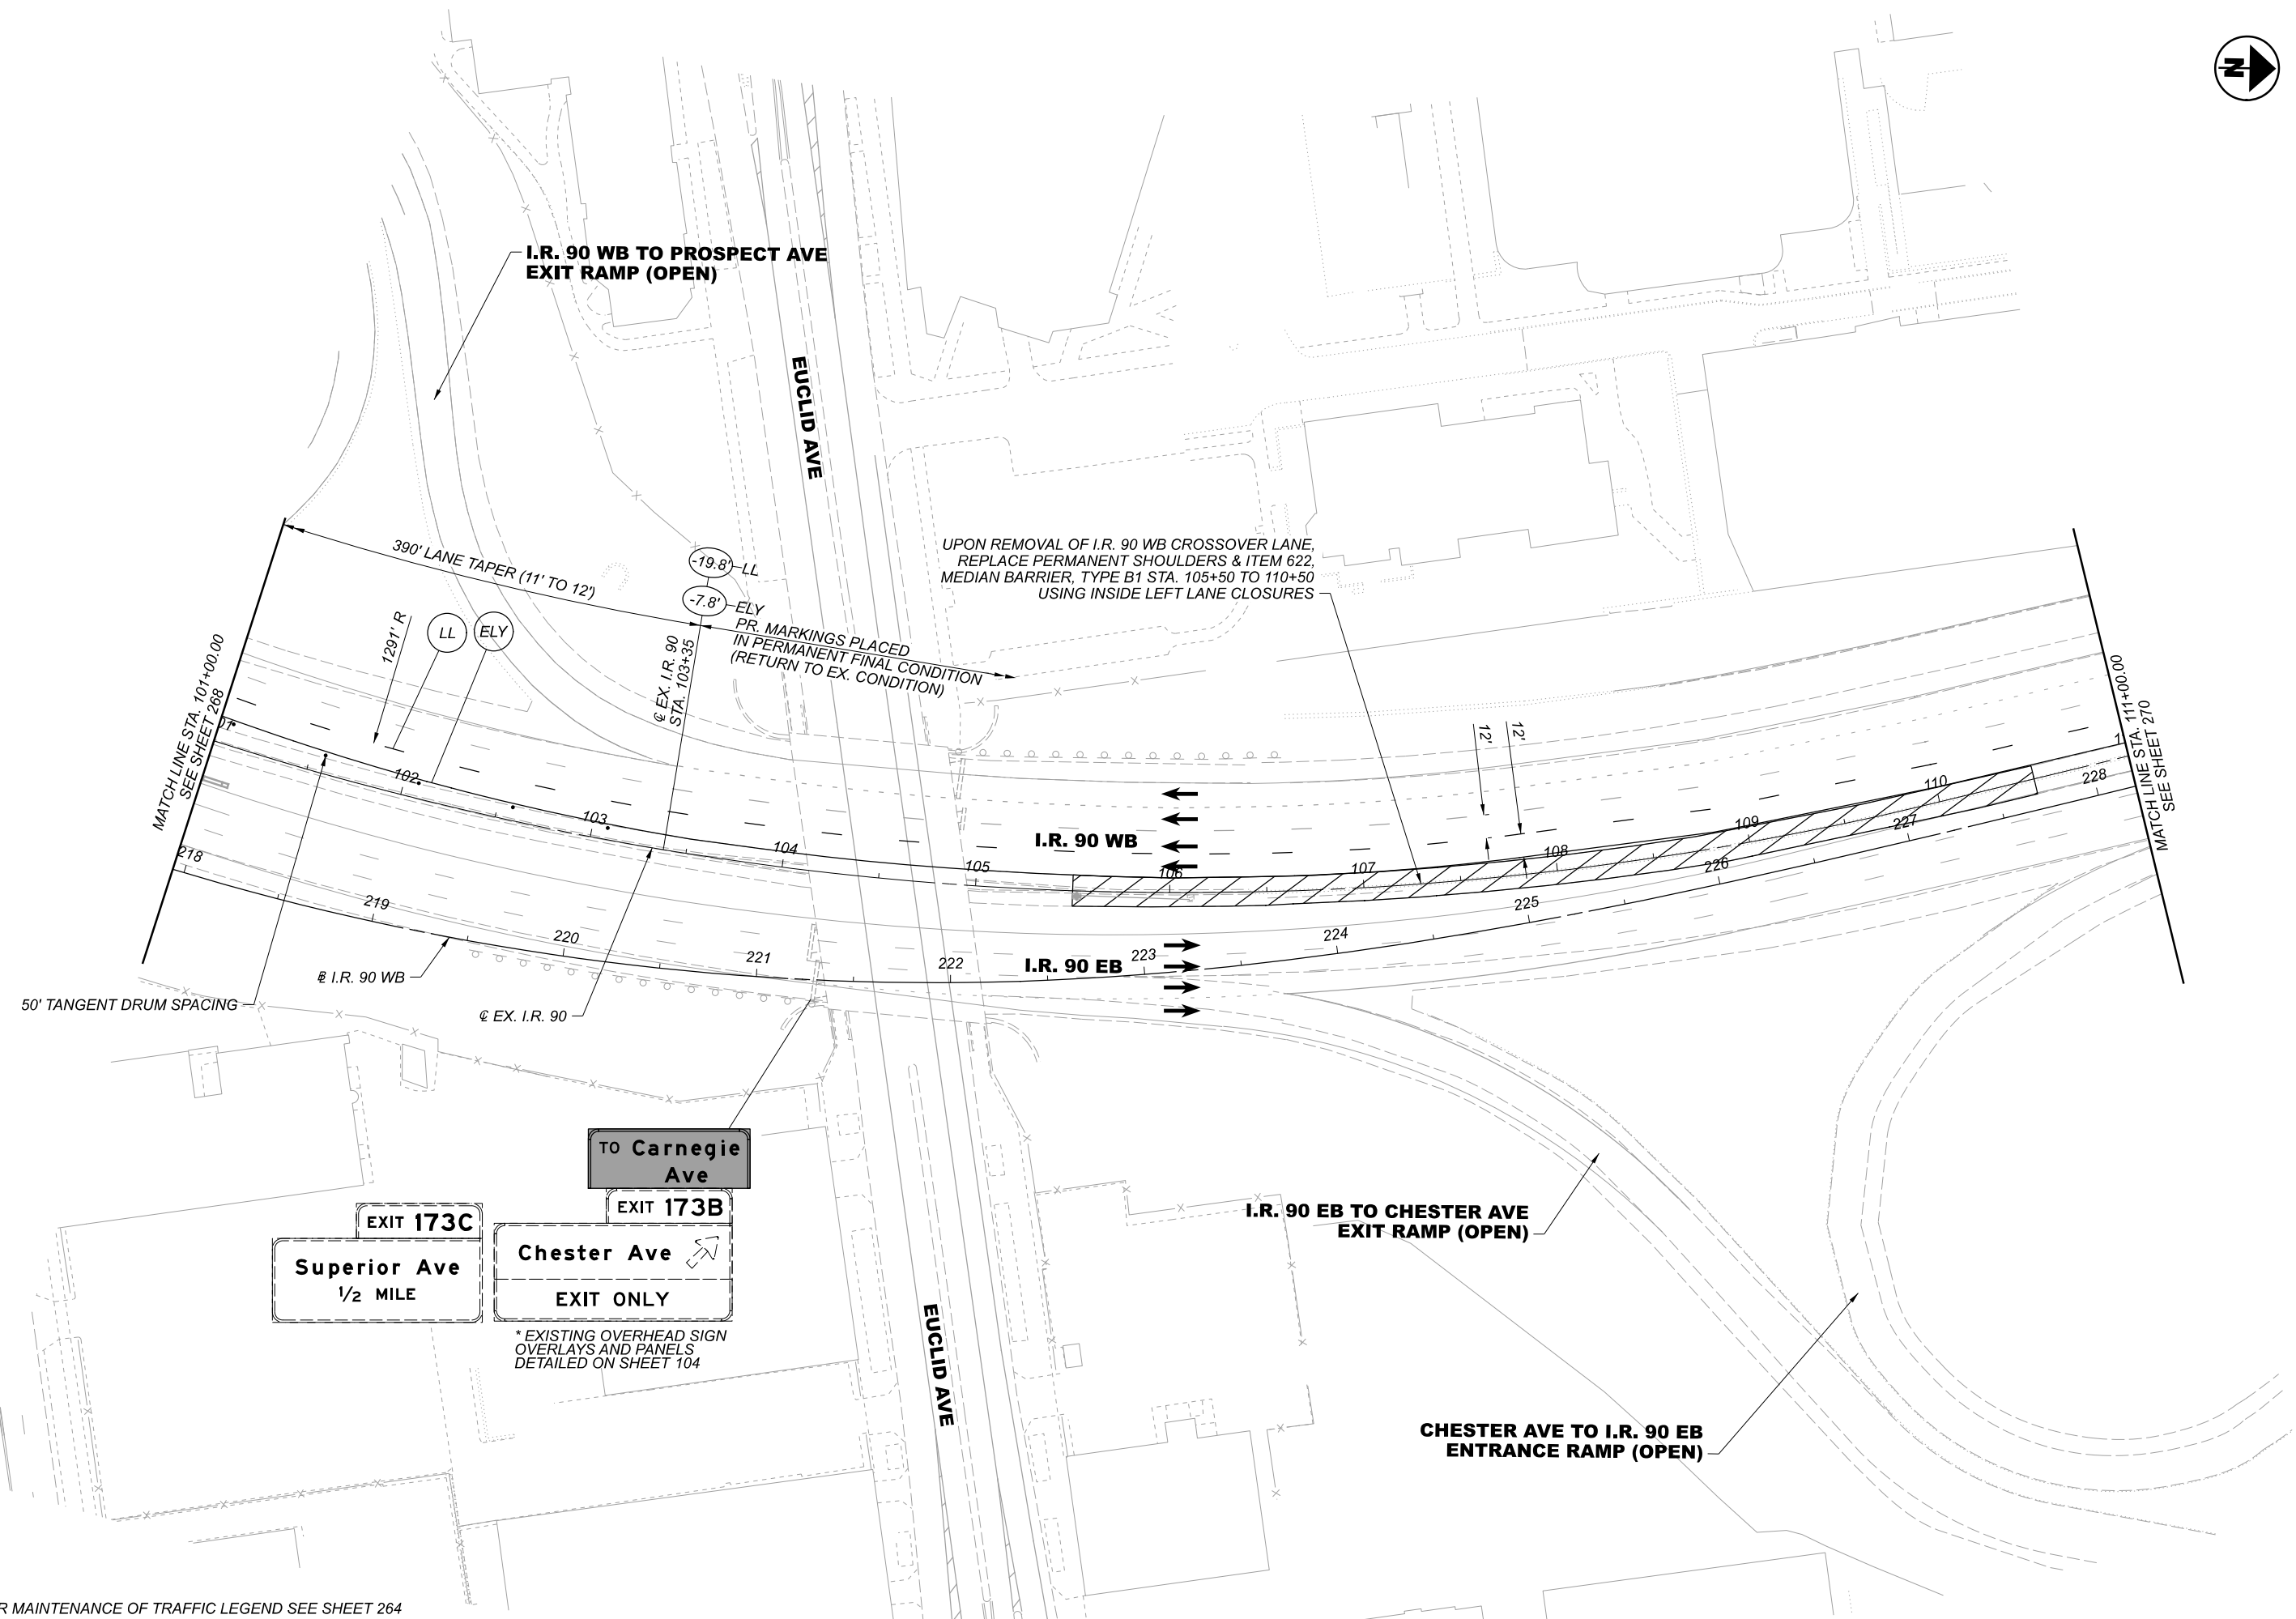 N
I.R. 90 WB TO PROSPECT AVE
EXIT RAMP (OPEN)
EUCLID AVE
390' LANE TAPER (11' TO 12')
-19.8' LL
-7.8' ELY
PR. MARKINGS PLACED
IN PERMANENT FINAL CONDITION
(RETURN TO EX. CONDITION)
UPON REMOVAL OF I.R. 90 WB CROSSOVER LANE,
REPLACE PERMANENT SHOULDERS & ITEM 622,
MEDIAN BARRIER, TYPE B1 STA. 105+50 TO 110+50
USING INSIDE LEFT LANE CLOSURES
1291' R
LL
ELY
℄ EX. I.R. 90
STA. 103+35
MATCH LINE STA. 101+00.00
SEE SHEET 268
MATCH LINE STA. 111+00.00
SEE SHEET 270
12'
12'
102
103
104
105
106
107
108
109
110
I.R. 90 WB
218
219
220
221
222
223
224
225
226
227
228
I.R. 90 EB
I.R. 90 WB
50' TANGENT DRUM SPACING
℄ EX. I.R. 90
TO Carnegie
Ave
EXIT 173B
Chester Ave
EXIT ONLY
EXIT 173C
Superior Ave
1/2 MILE
* EXISTING OVERHEAD SIGN
OVERLAYS AND PANELS
DETAILED ON SHEET 104
EUCLID AVE
I.R. 90 EB TO CHESTER AVE
EXIT RAMP (OPEN)
CHESTER AVE TO I.R. 90 EB
ENTRANCE RAMP (OPEN)
R MAINTENANCE OF TRAFFIC LEGEND SEE SHEET 264